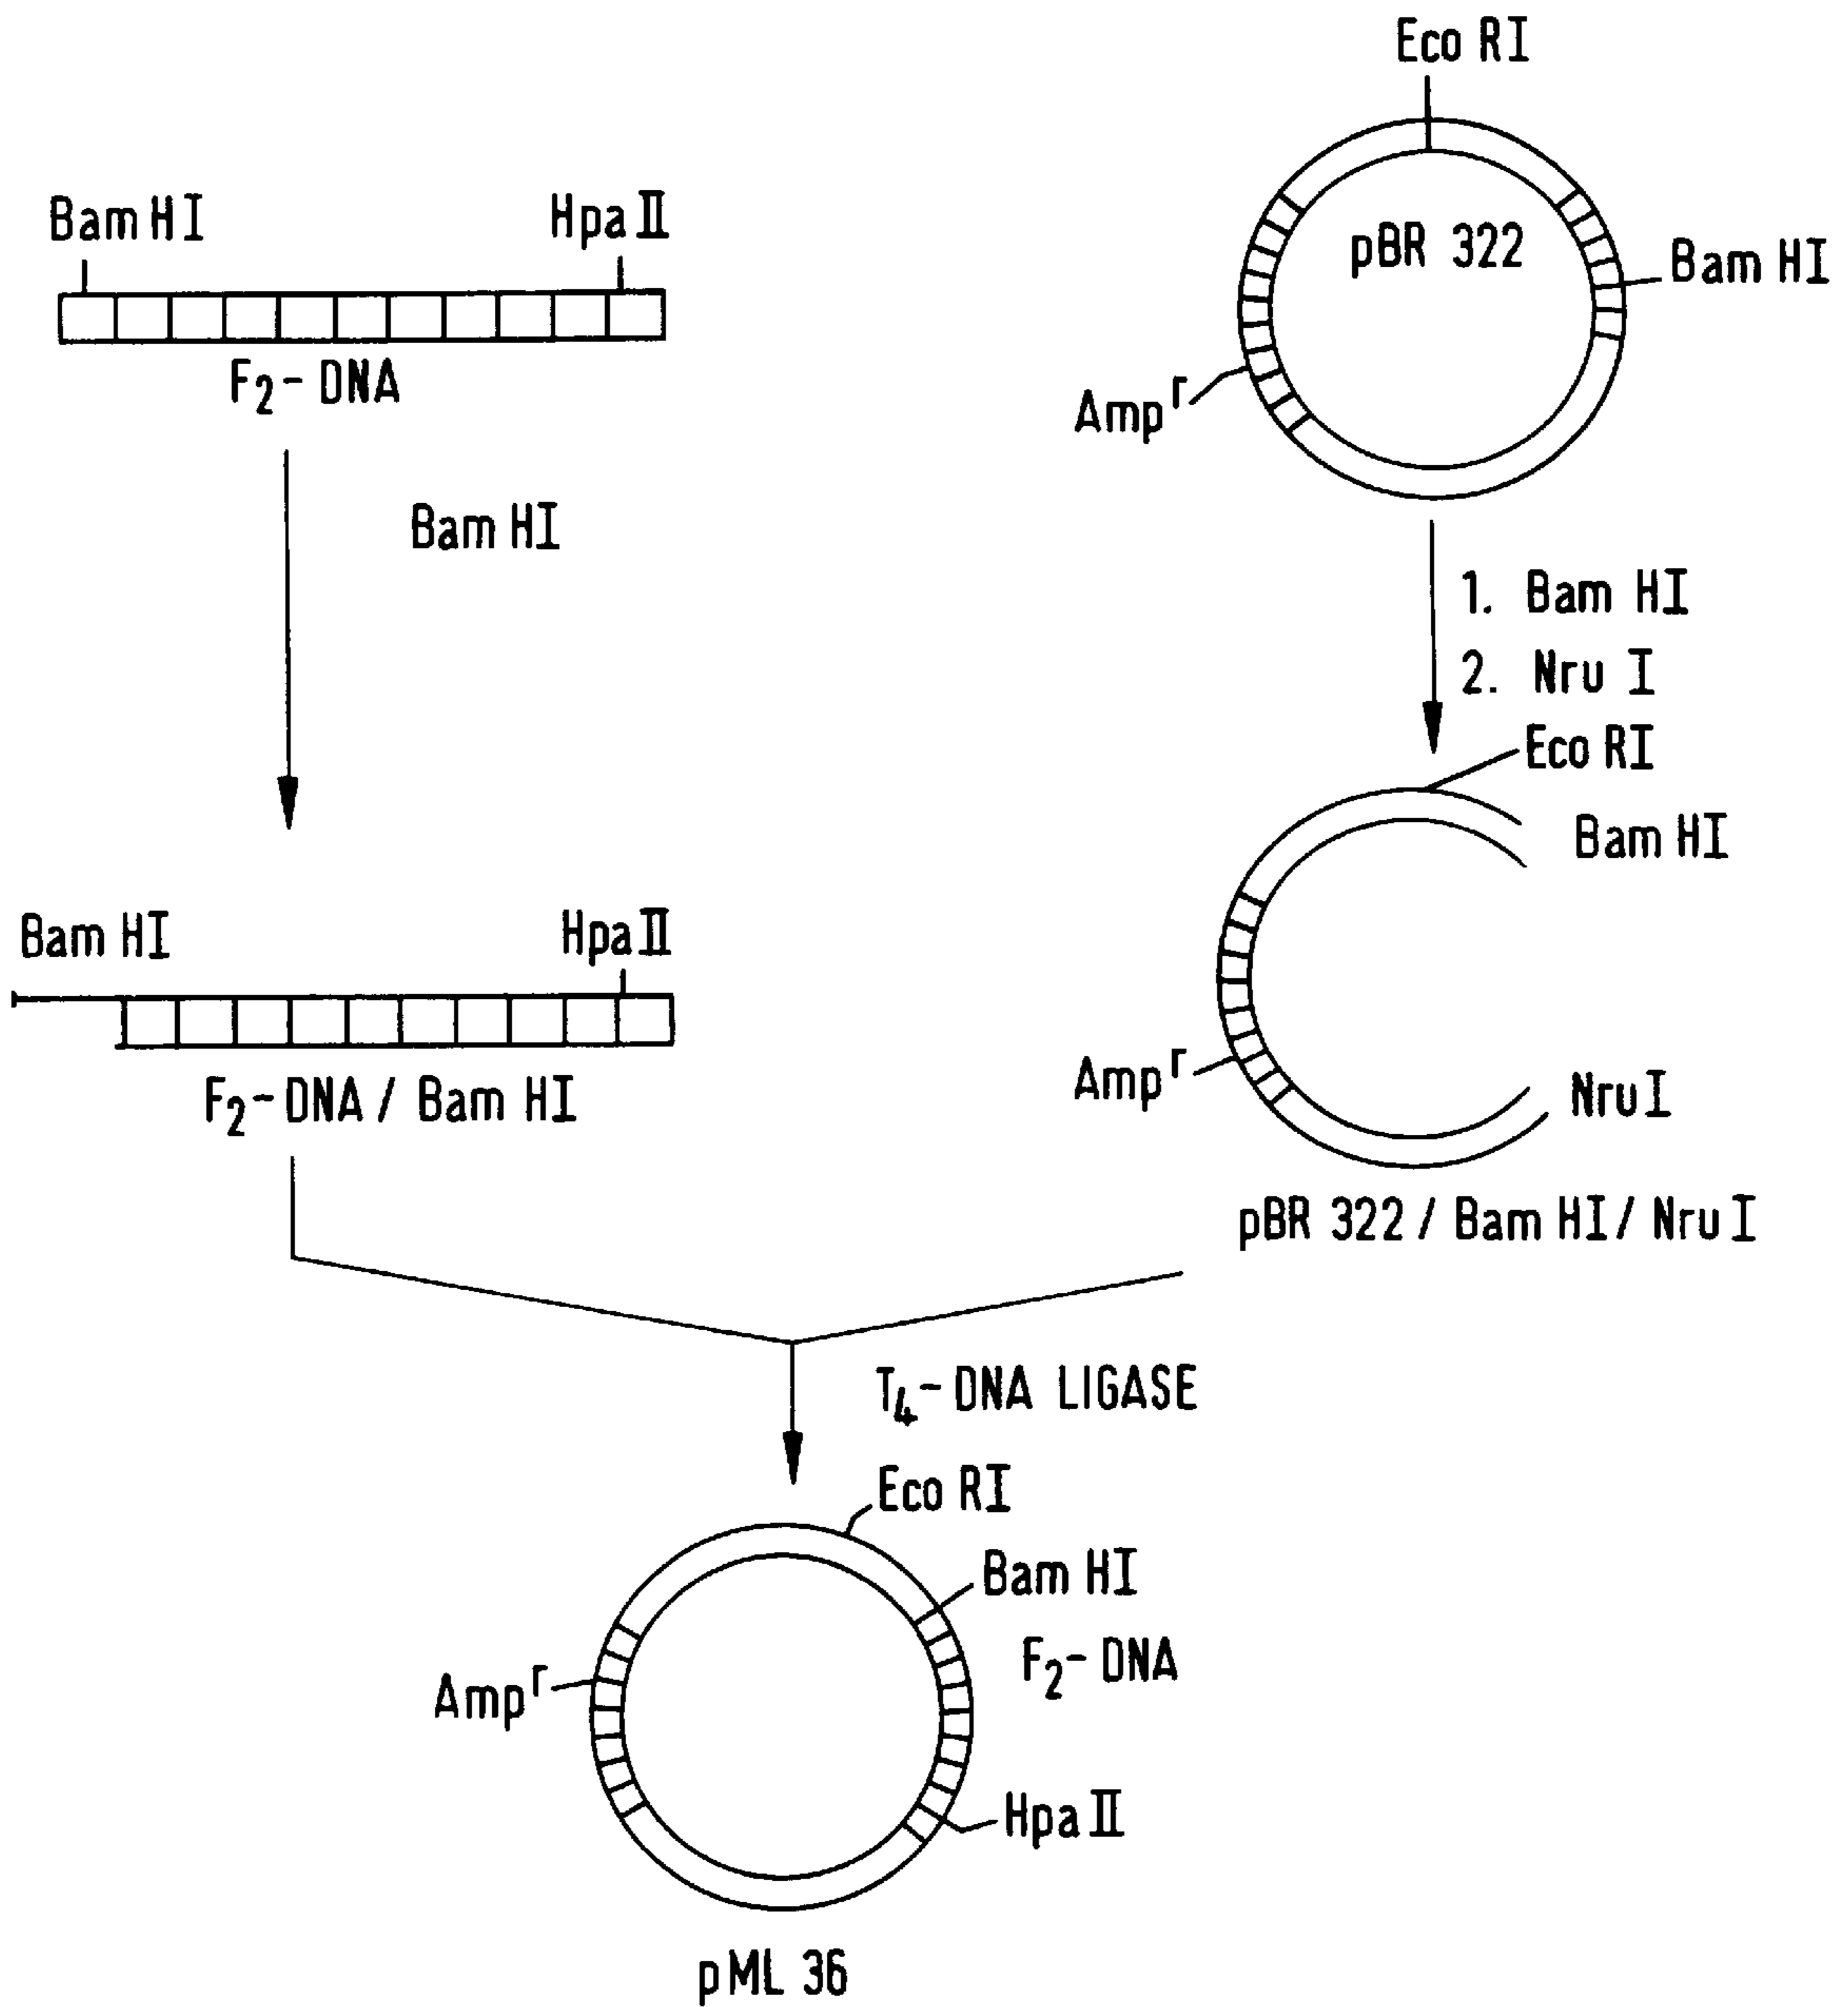 Eco RI
pBR 322
Bam HI
Amp r
Bam HI
Hpa II
F2-DNA
Bam HI
1. Bam HI
2. Nru I
Eco RI
Bam HI
Amp r
Nru I
pBR 322 / Bam HI / Nru I
Bam HI
Hpa II
F2-DNA / Bam HI
T4-DNA LIGASE
Eco RI
Bam HI
F2-DNA
Amp r
Hpa II
pML 36